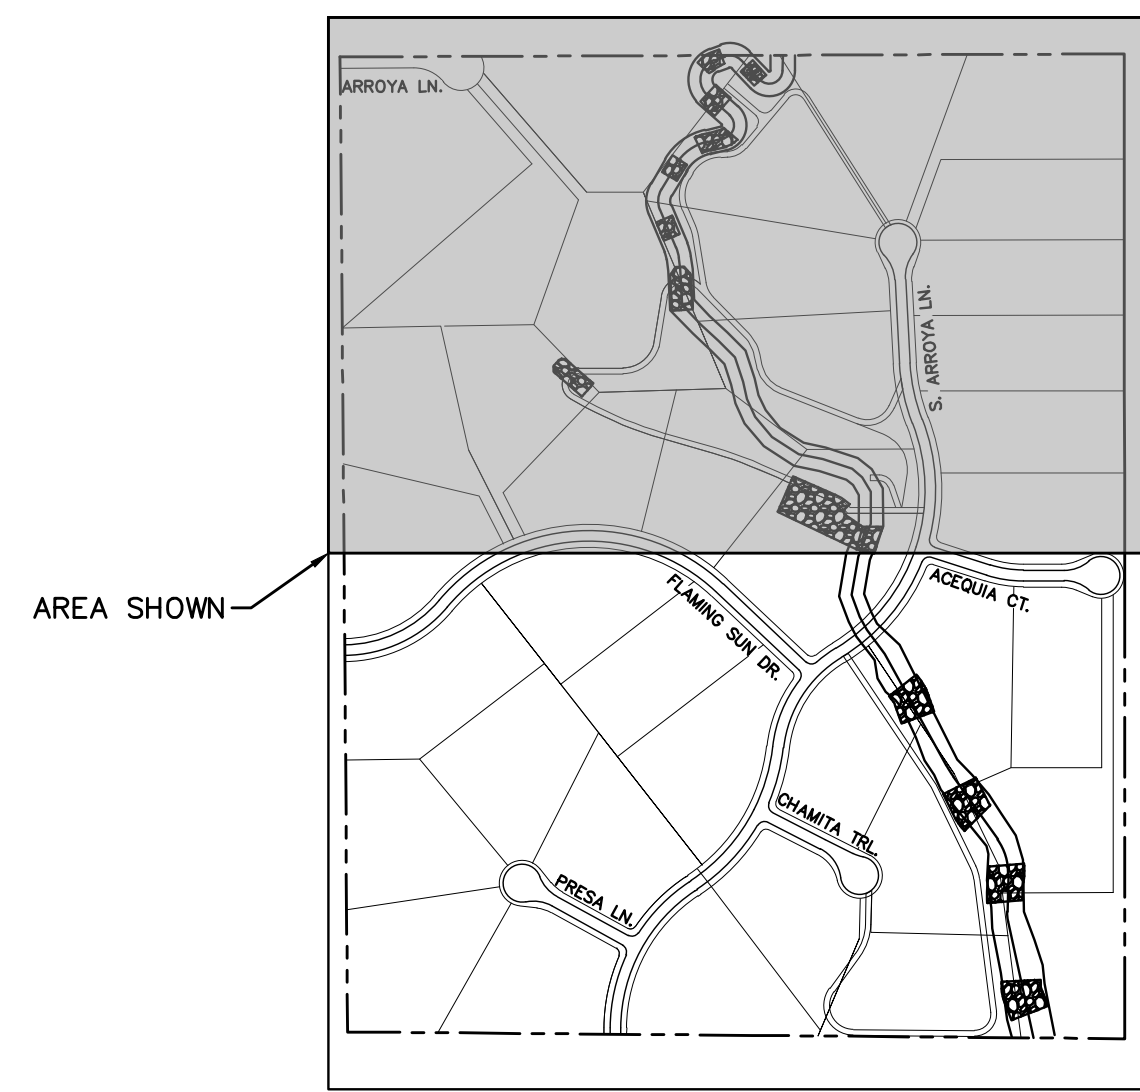 ARROYA LN.
S. ARROYA LN.
AREA SHOWN
FLAMING SUN DR.
ACEQUIA CT.
CHAMITA TRL.
PRESA LN.